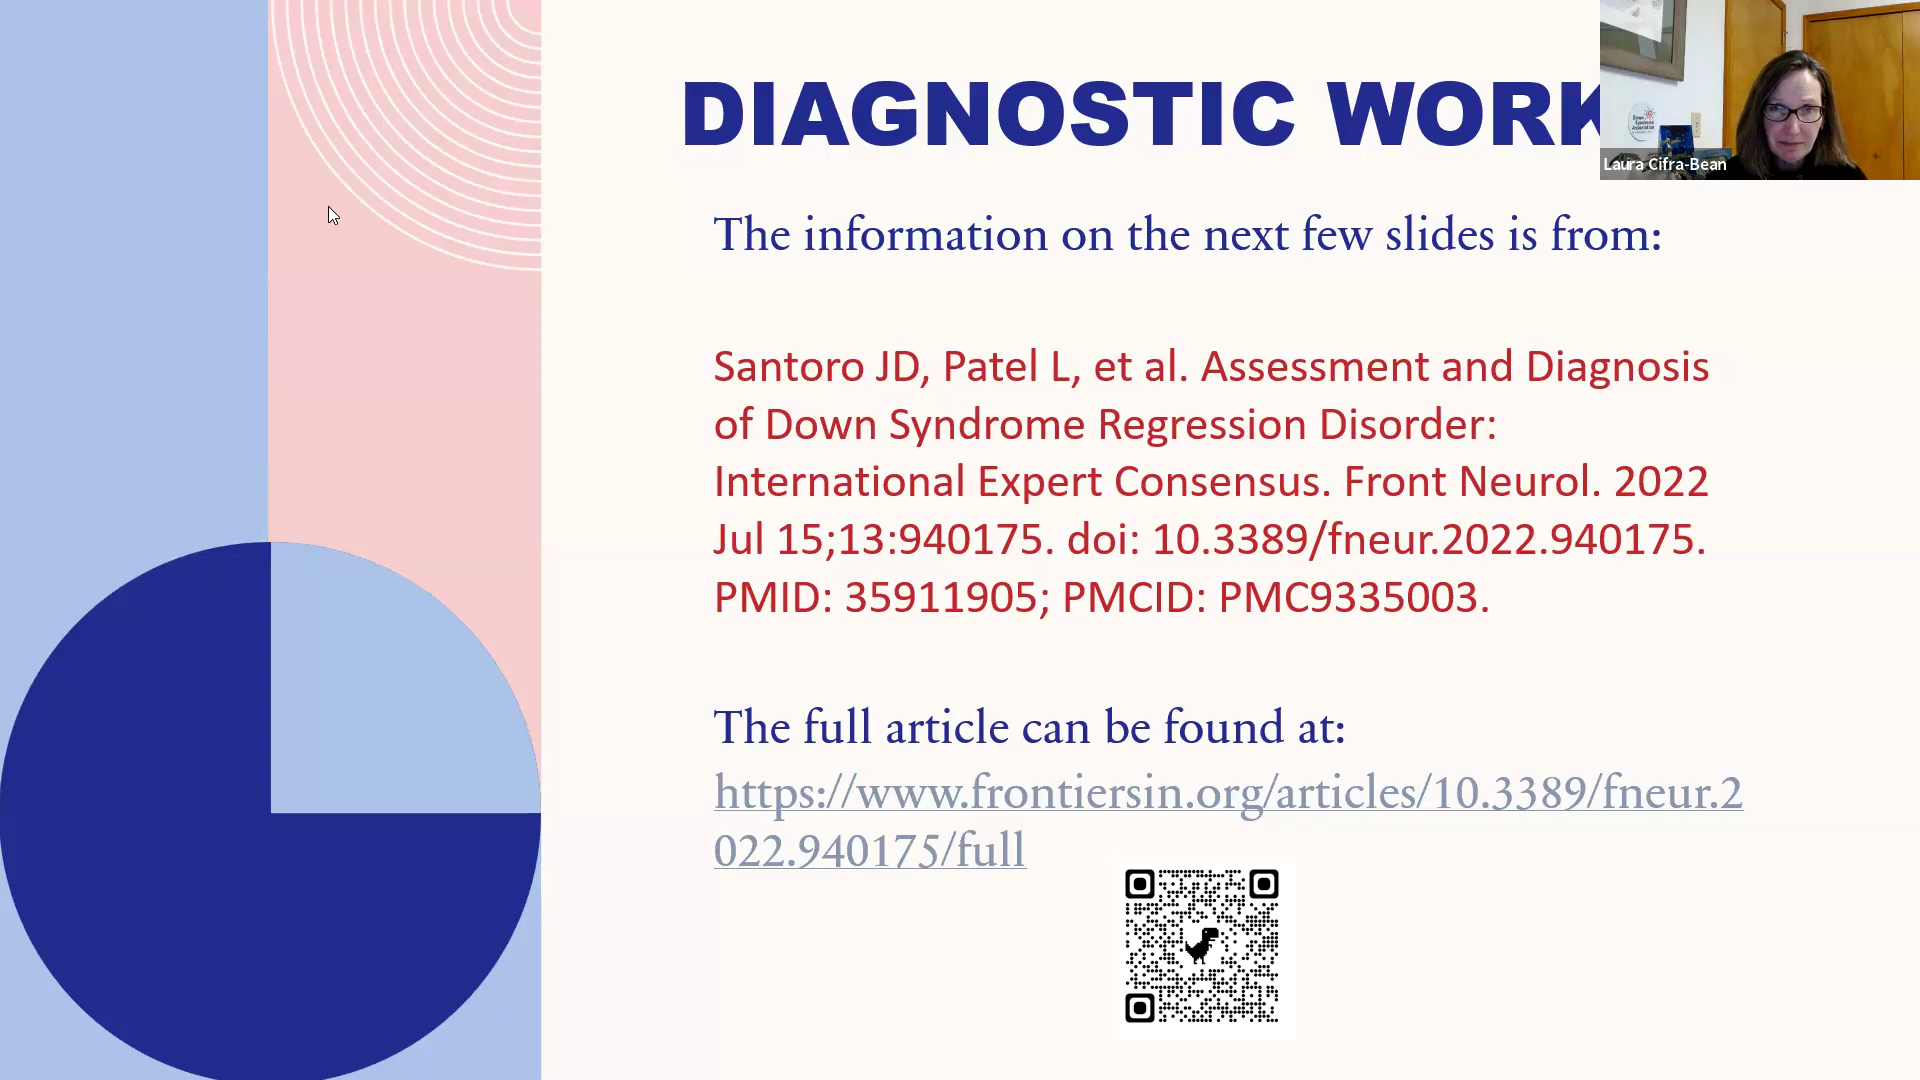 DIAGNOSTIC WORK
Laura Cifra-Bean
The information on the next few slides is from:
Santoro JD, Patel L, et al. Assessment and Diagnosis
of Down Syndrome Regression Disorder:
International Expert Consensus. Front Neurol. 2022
Jul 15;13:940175. doi: 10.3389/fneur.2022.940175.
PMID: 35911905; PMCID: PMC9335003.
The full article can be found at:
https://www.frontiersin.org/articles/10.3389/fneur.2
022.940175/full
Down
Syndrome
Association